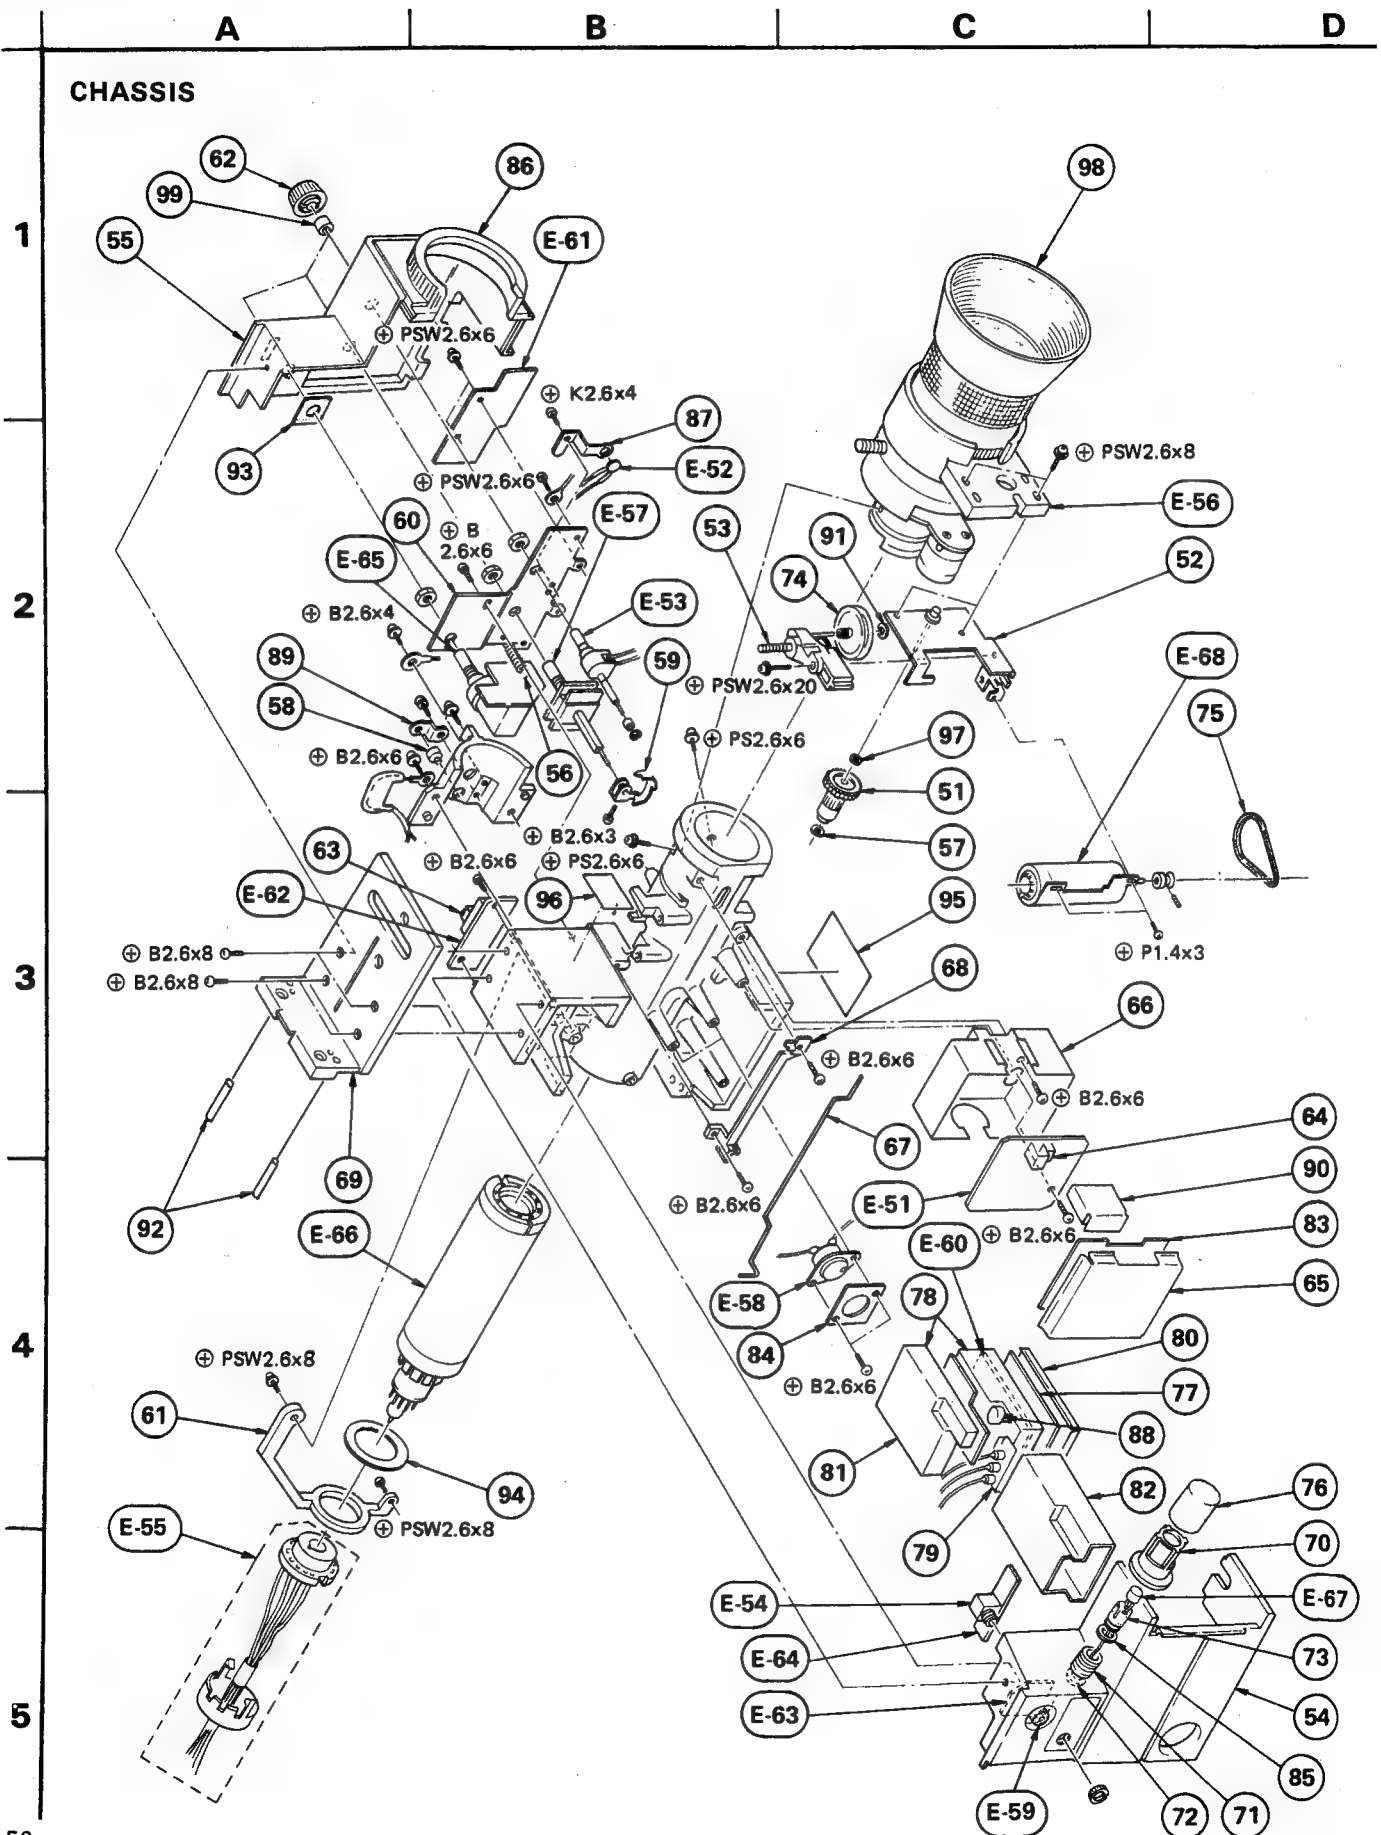 A B C D
CHASSIS
62
86
98
99
1
55
E-61
⊕ PSW2.6x6
⊕ K2.6x4
87
93
⊕ PSW2.6x8
E-52
⊕ PSW2.6x6
E-56
60
⊕ B
2.6x6
E-57
53
91
E-65
52
74
2
⊕ B2.6x4
E-53
89
59
E-68
⊕ PSW2.6x20
58
75
⊕ PS2.6x6
97
⊕ B2.6x6
56
51
⊕ B2.6x3
57
63
⊕ B2.6x6
⊕ PS2.6x6
E-62
96
95
⊕ B2.6x8
⊕ P1.4x3
3
⊕ B2.6x8
68
66
⊕ B2.6x6
⊕ B2.6x6
64
67
69
90
⊕ B2.6x6
E-51
92
E-66
⊕ B2.6x6
83
E-60
65
E-58
78
4
84
80
⊕ PSW2.6x8
⊕ B2.6x6
77
61
88
81
94
82
76
E-55
⊕ PSW2.6x8
79
70
E-54
E-67
E-64
73
5
E-63
54
85
E-59
72
71